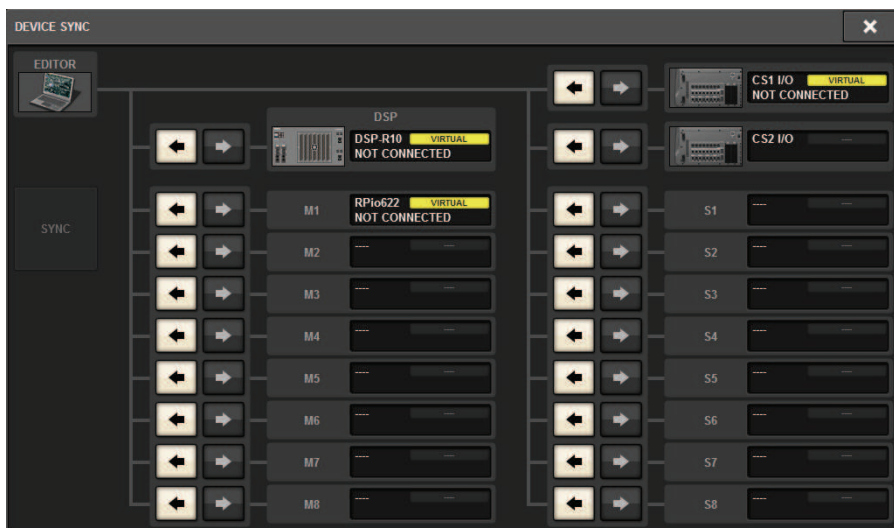 DEVICE SYNC
EDITOR
CS1 I/O VIRTUAL
NOT CONNECTED
DSP
DSP-R10 VIRTUAL
NOT CONNECTED
CS2 I/O ---
SYNC
M1 RPio622 VIRTUAL
NOT CONNECTED
S1 ---- ---
M2 ---- ---
S2 ---- ---
M3 ---- ---
S3 ---- ---
M4 ---- ---
S4 ---- ---
M5 ---- ---
S5 ---- ---
M6 ---- ---
S6 ---- ---
M7 ---- ---
S7 ---- ---
M8 ---- ---
S8 ---- ---